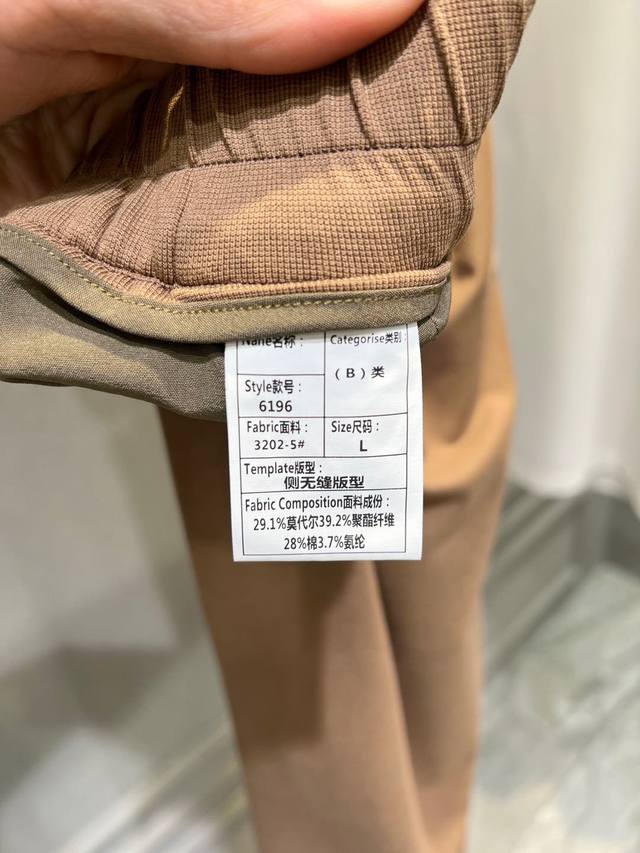 Name名称：
Categorise类别：
（B）类
Style款号：
6196
Fabric面料：
3202-5#
Size尺码：
L
Template版型：
侧无缝版型
Fabric Composition面料成份：
29.1%莫代尔39.2%聚酯纤维
28%棉3.7%氨纶